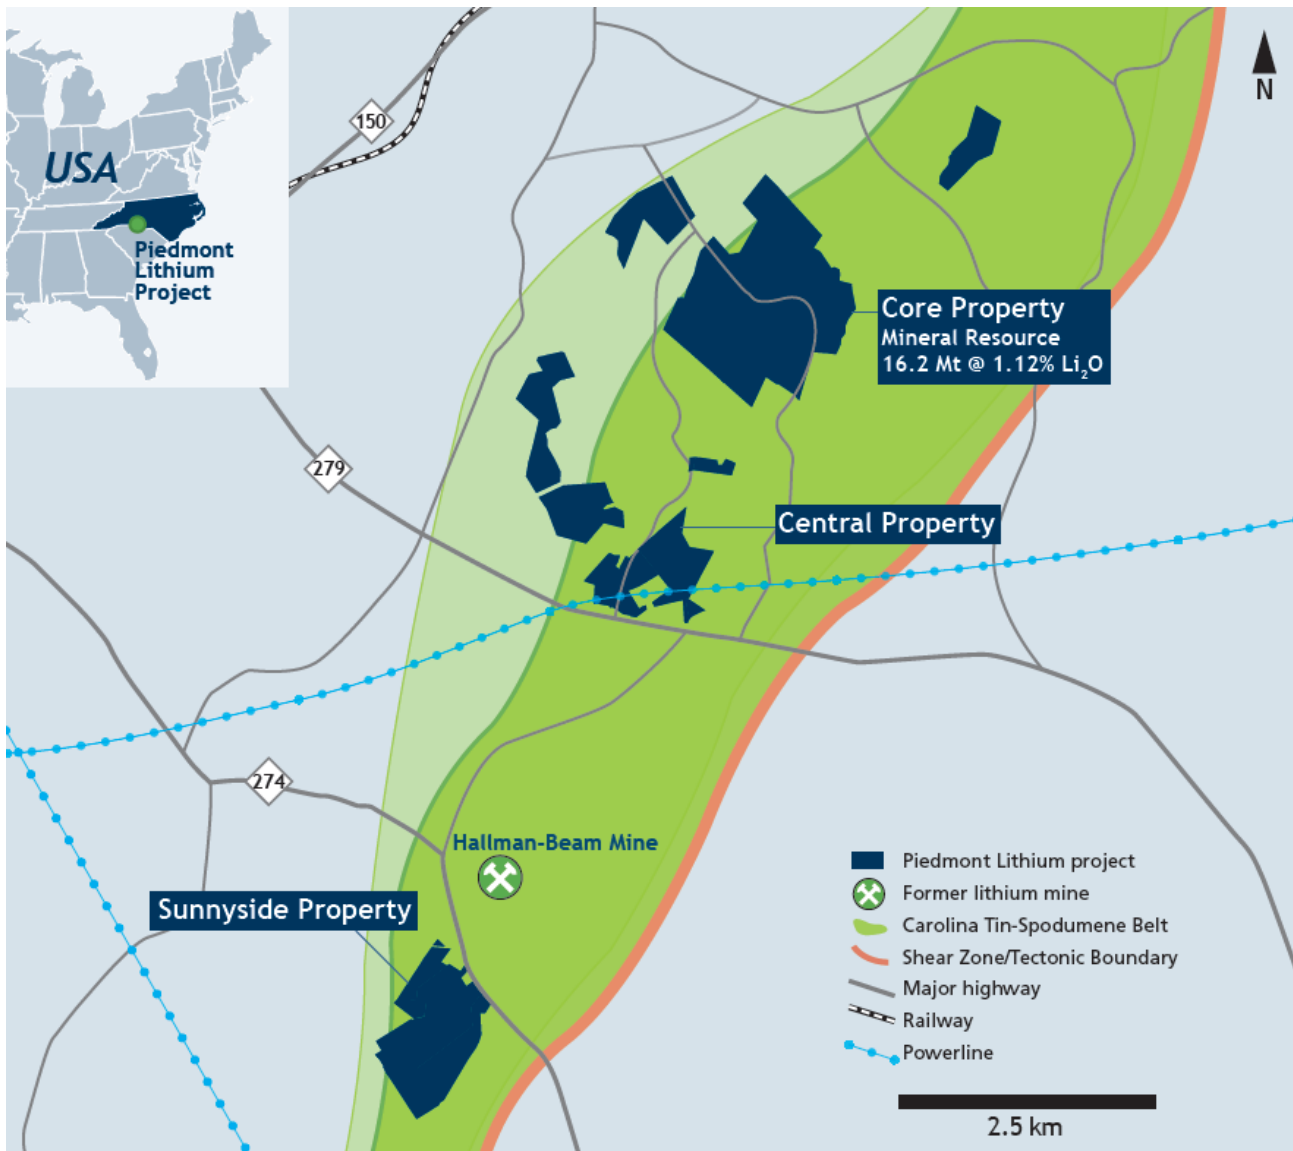 USA
Piedmont
Lithium
Project
150
N
Core Property
Mineral Resource
16.2 Mt @ 1.12% Li₂O
279
Central Property
274
Hallman-Beam Mine
Sunnyside Property
Piedmont Lithium project
Former lithium mine
Carolina Tin-Spodumene Belt
Shear Zone/Tectonic Boundary
Major highway
Railway
Powerline
2.5 km